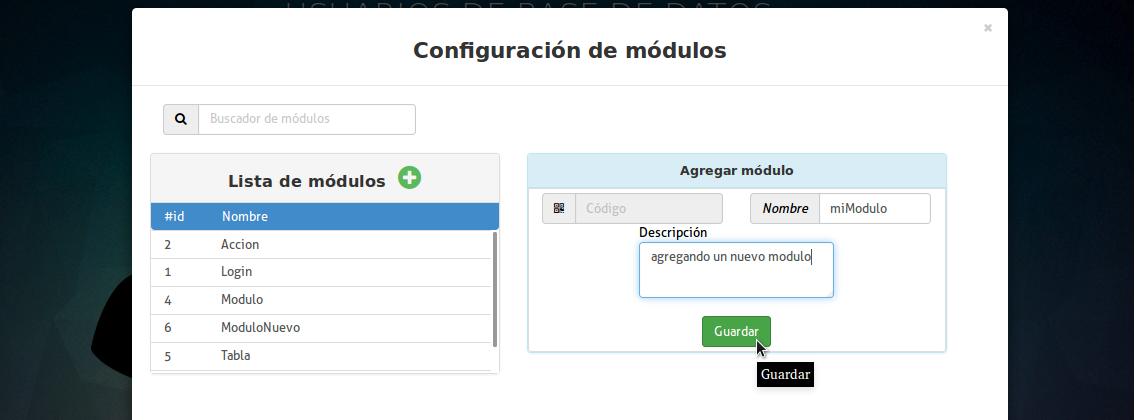 USUARIOS DE BASE DE DATOS
×
Configuración de módulos
Buscador de módulos
Lista de módulos
#id Nombre
2 Accion
1 Login
4 Modulo
6 ModuloNuevo
5 Tabla
Agregar módulo
Código
Nombre miModulo
Descripción
agregando un nuevo modulo
Guardar
Guardar